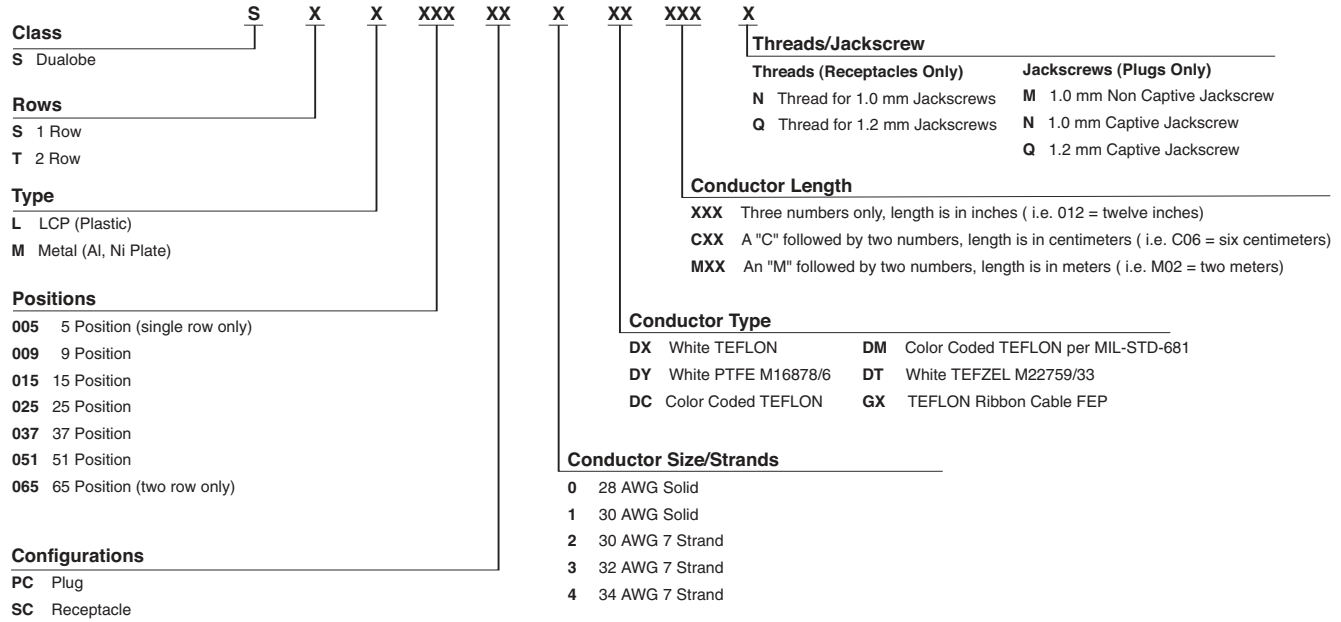 S X X XXX XX X XX XXX X
Class
S Dualobe
Rows
S 1 Row
T 2 Row
Type
L LCP (Plastic)
M Metal (Al, Ni Plate)
Positions
005 5 Position (single row only)
009 9 Position
015 15 Position
025 25 Position
037 37 Position
051 51 Position
065 65 Position (two row only)
Configurations
PC Plug
SC Receptacle
Threads/Jackscrew
Threads (Receptacles Only)
N Thread for 1.0 mm Jackscrews
Q Thread for 1.2 mm Jackscrews
Jackscrews (Plugs Only)
M 1.0 mm Non Captive Jackscrew
N 1.0 mm Captive Jackscrew
Q 1.2 mm Captive Jackscrew
Conductor Length
XXX Three numbers only, length is in inches ( i.e. 012 = twelve inches)
CXX A "C" followed by two numbers, length is in centimeters ( i.e. C06 = six centimeters)
MXX An "M" followed by two numbers, length is in meters ( i.e. M02 = two meters)
Conductor Type
DX White TEFLON
DY White PTFE M16878/6
DC Color Coded TEFLON
DM Color Coded TEFLON per MIL-STD-681
DT White TEFZEL M22759/33
GX TEFLON Ribbon Cable FEP
Conductor Size/Strands
0 28 AWG Solid
1 30 AWG Solid
2 30 AWG 7 Strand
3 32 AWG 7 Strand
4 34 AWG 7 Strand